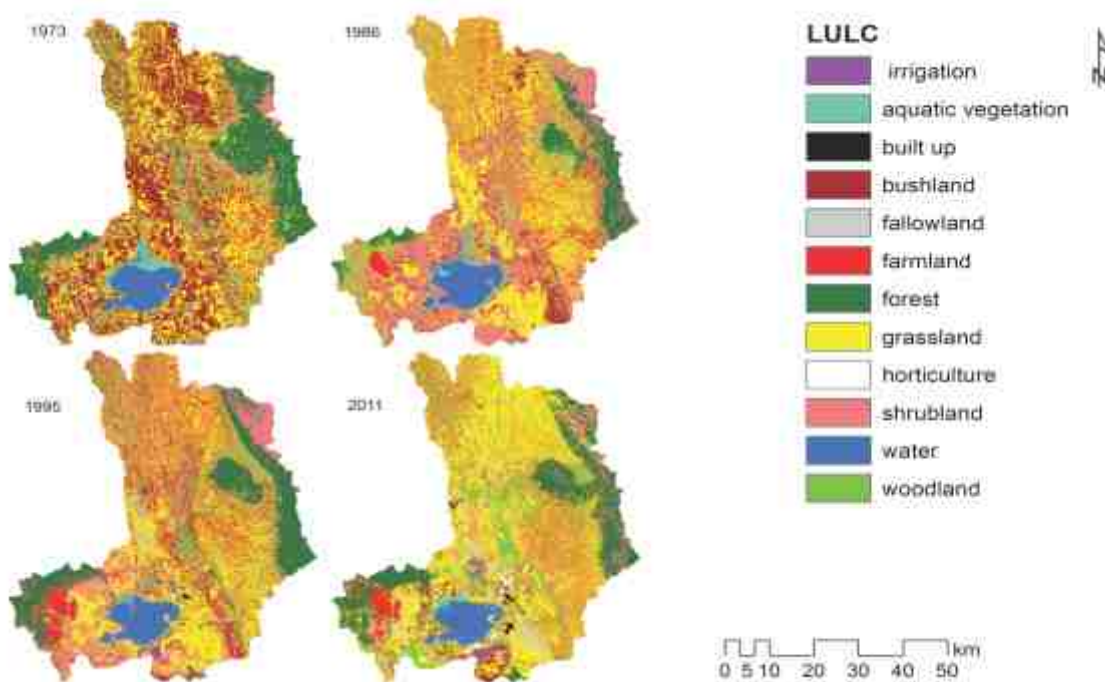 1973
1986
1995
2011
LULC
irrigation
aquatic vegetation
built up
bushland
fallowland
farmland
forest
grassland
horticulture
shrubland
water
woodland
N
km
0 5 10 20 30 40 50